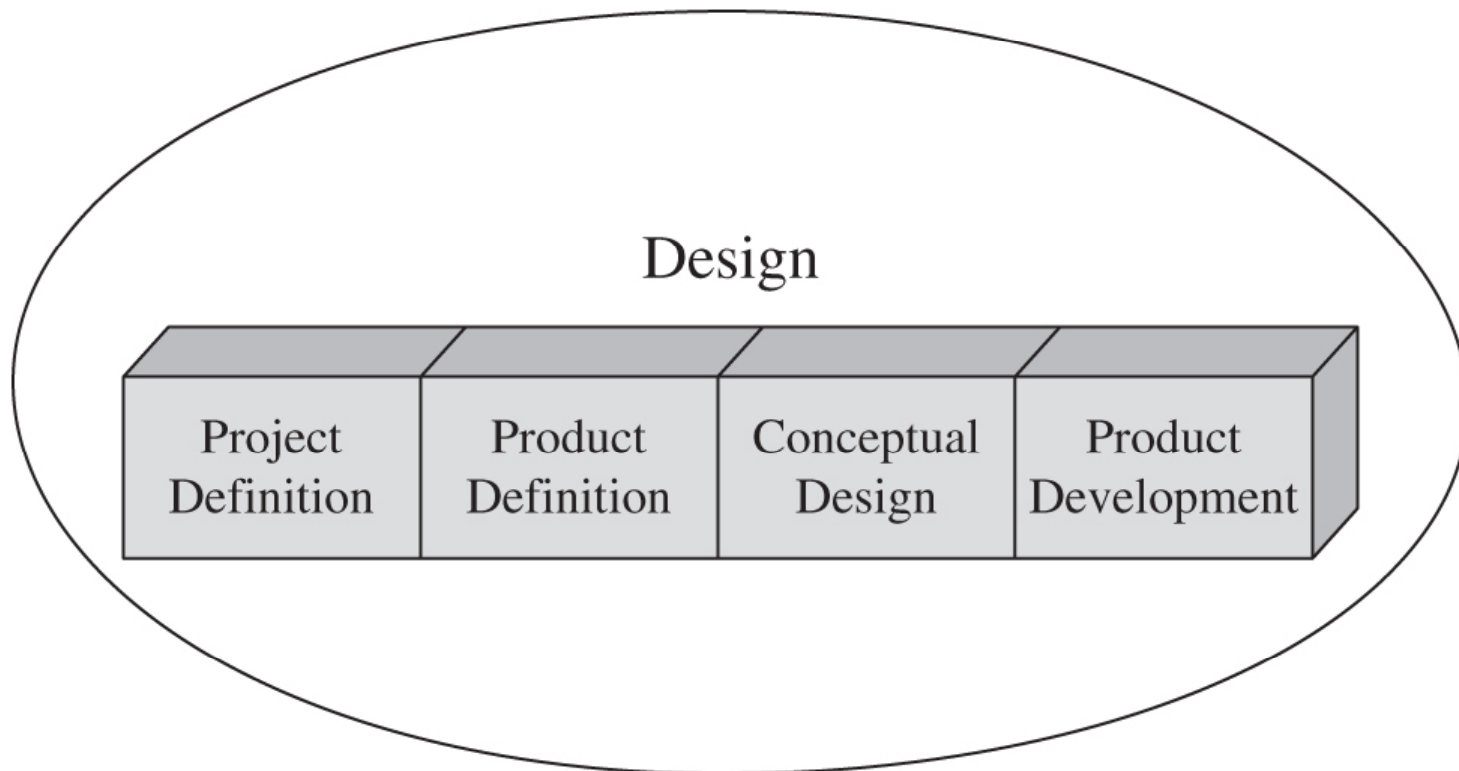 Design
Project
Definition
Product
Definition
Conceptual
Design
Product
Development